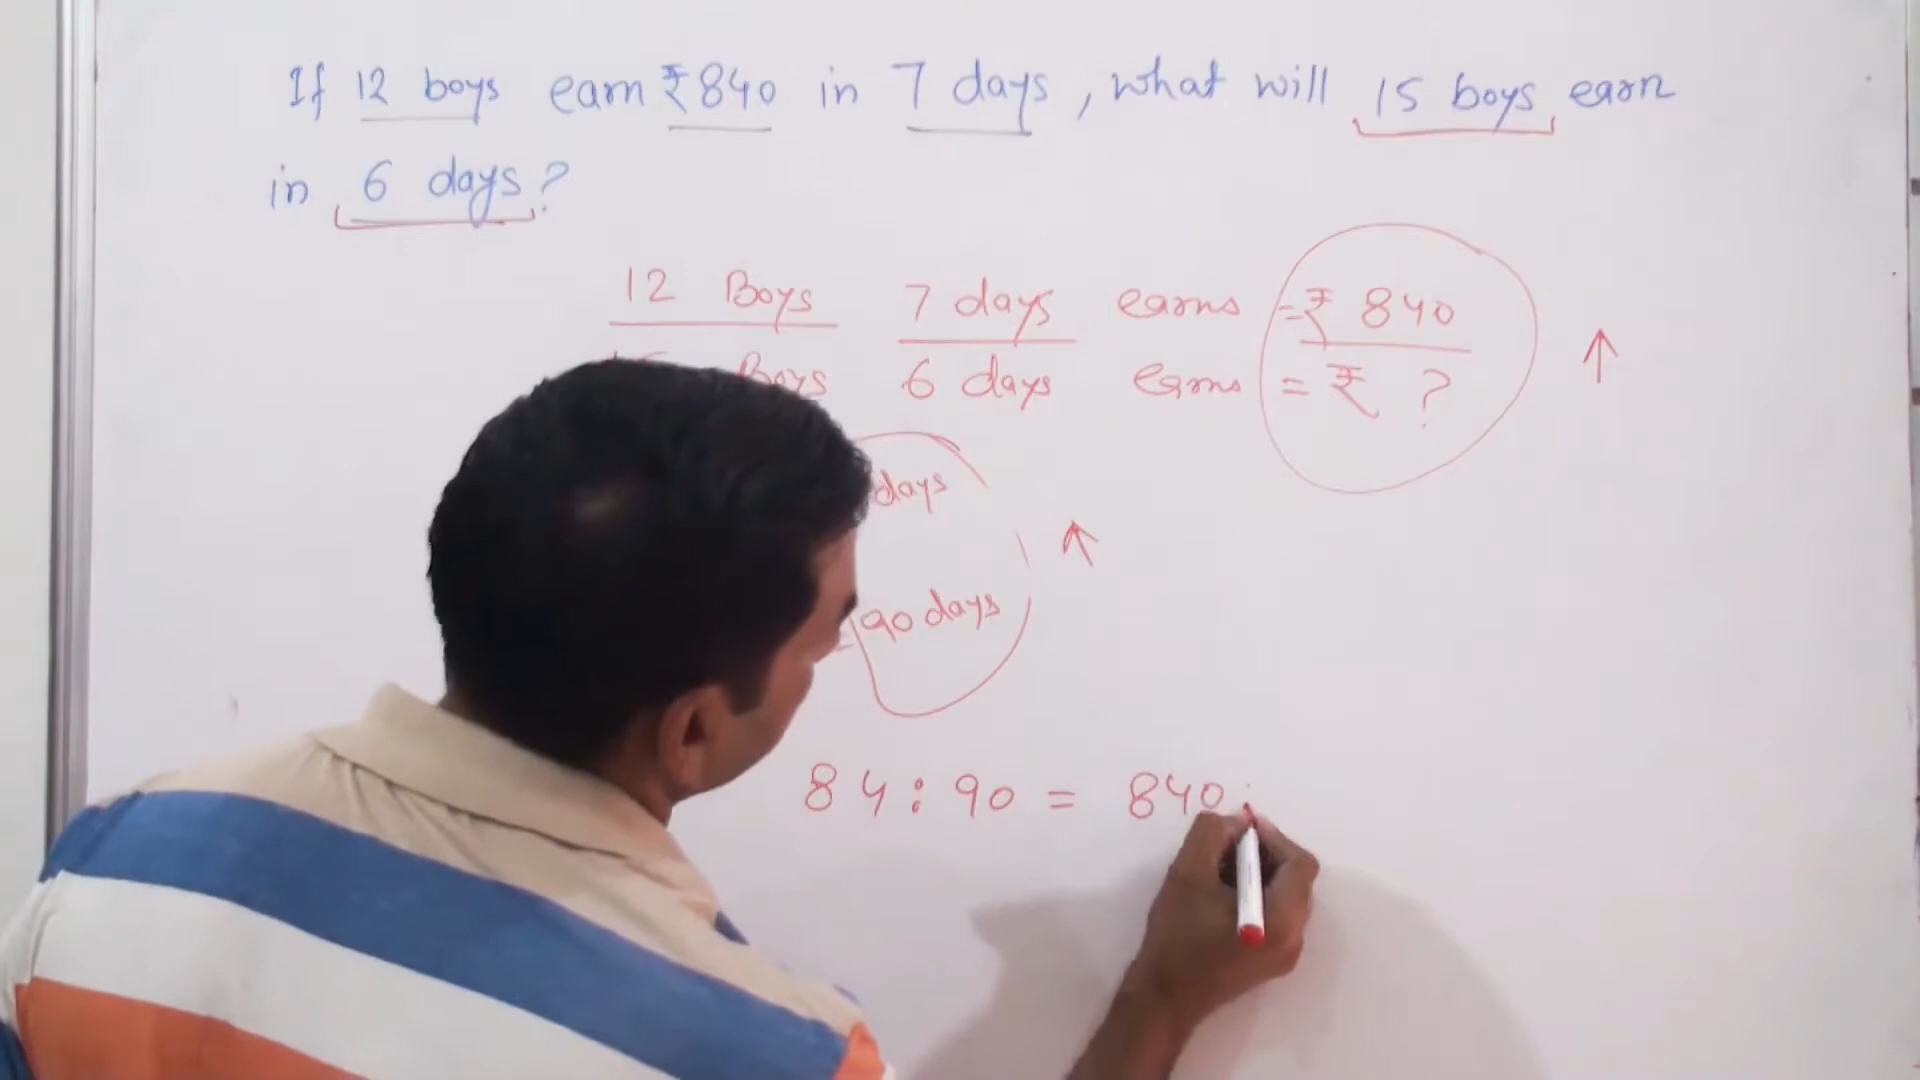 If 12 boys earn ₹840 in 7 days, what will 15 boys earn
in 6 days?
12 Boys 7 days earns = ₹ 840
Boys 6 days earns = ₹ ?
days
= 90 days
84 : 90 = 840 :